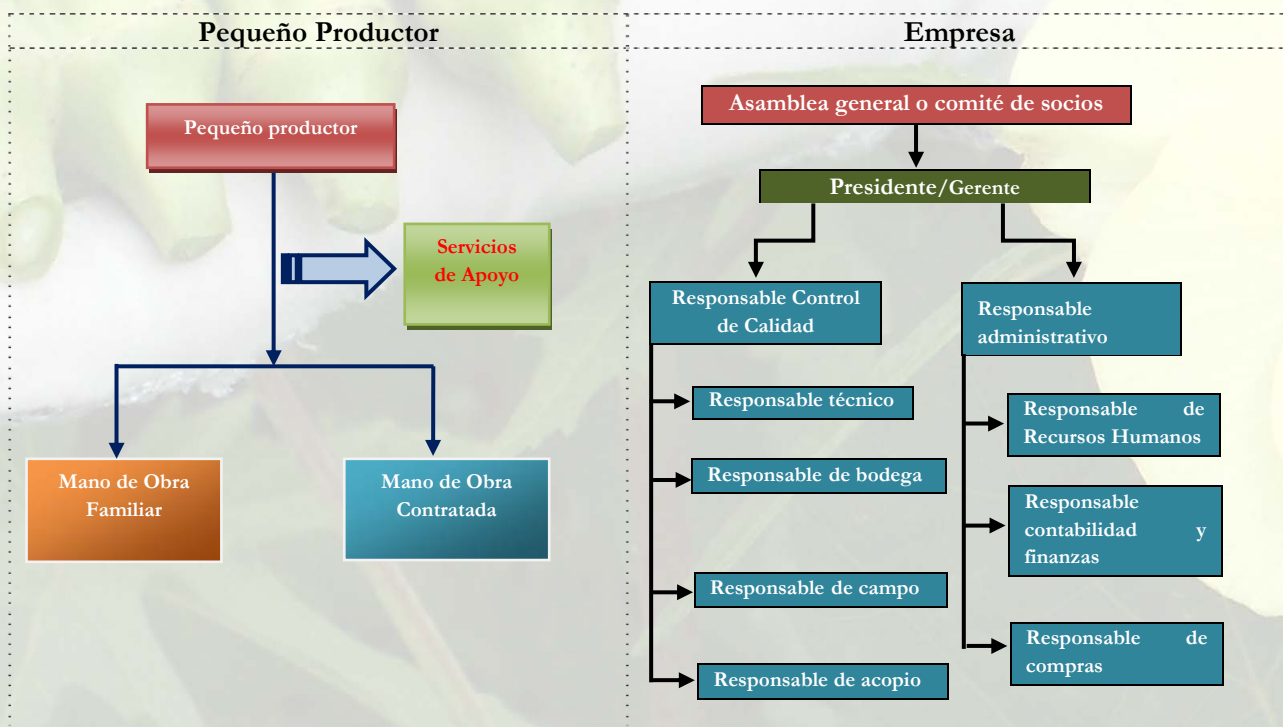 Pequeño Productor
Pequeño productor
Servicios
de Apoyo
Mano de Obra
Familiar
Mano de Obra
Contratada
Empresa
Asamblea general o comité de socios
Presidente/Gerente
Responsable Control
de Calidad
Responsable técnico
Responsable de bodega
Responsable de campo
Responsable de acopio
Responsable
administrativo
Responsable de
Recursos Humanos
Responsable
contabilidad y
finanzas
Responsable de
compras